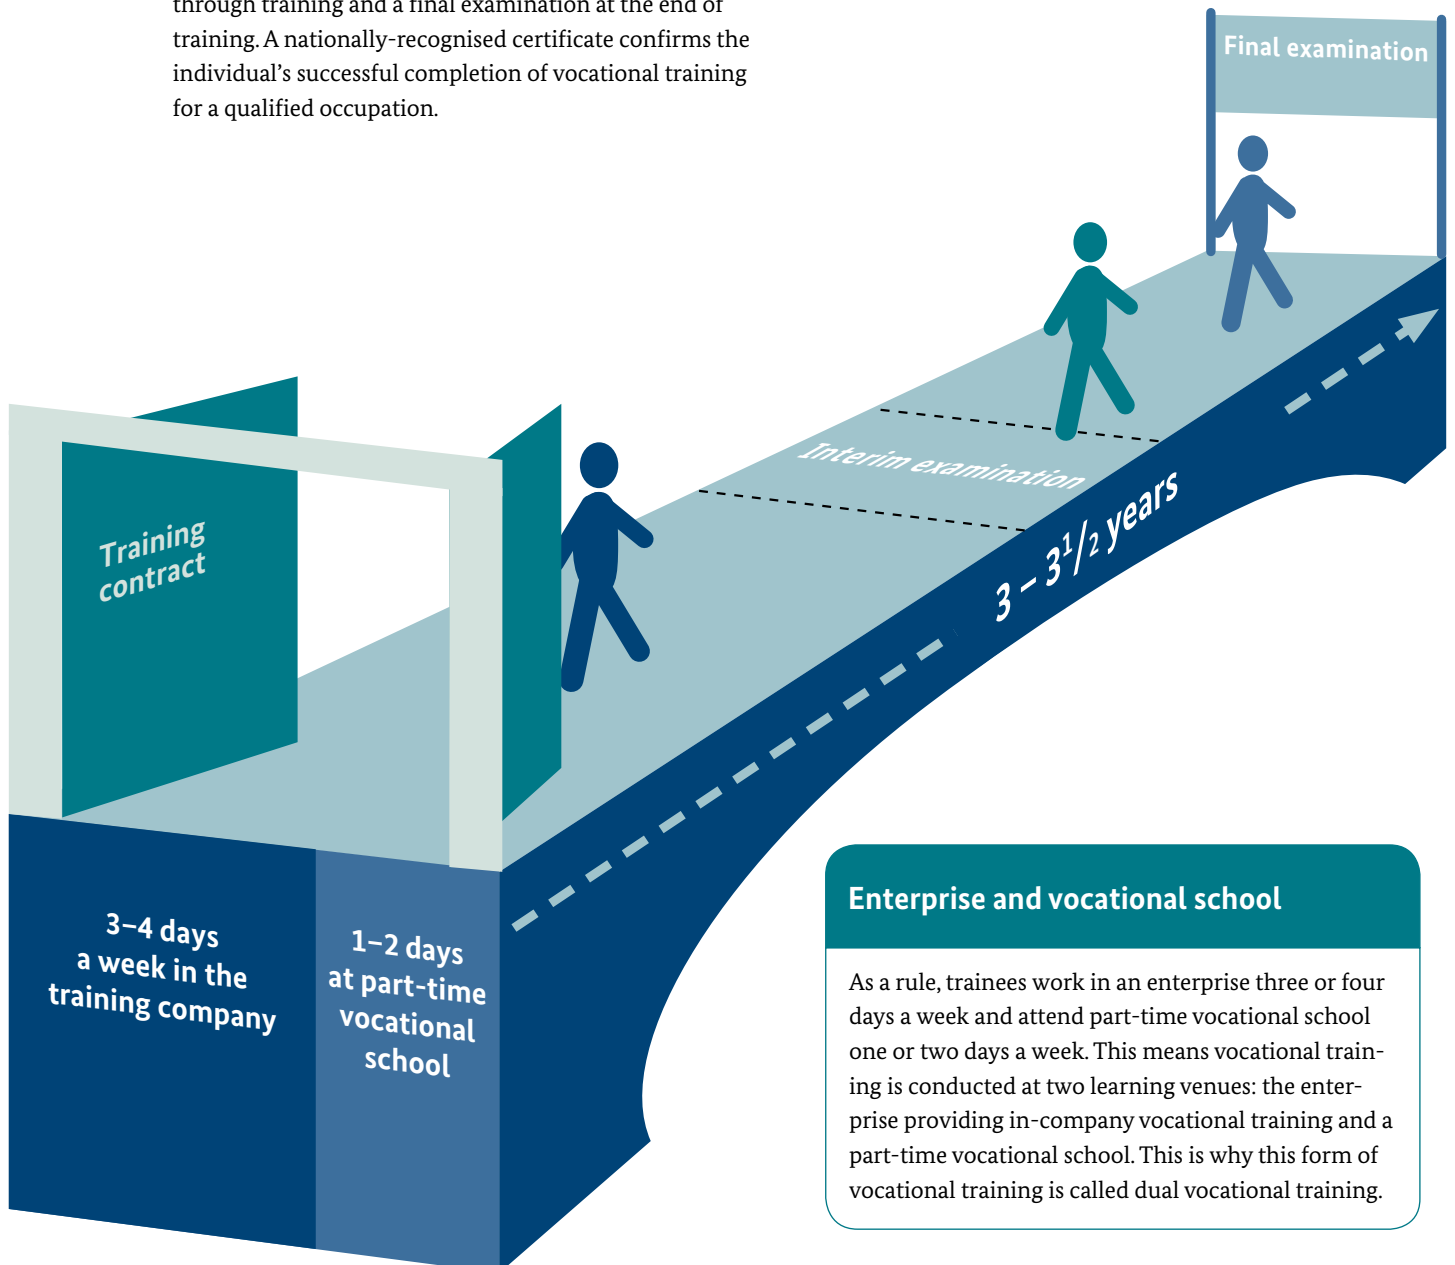 through training and a final examination at the end of
training. A nationally-recognised certificate confirms the
individual’s successful completion of vocational training
for a qualified occupation.
Final examination
Interim examination
Training
contract
3 – 3 1/2 years
3–4 days
a week in the
training company
1–2 days
at part-time
vocational
school
Enterprise and vocational school
As a rule, trainees work in an enterprise three or four
days a week and attend part-time vocational school
one or two days a week. This means vocational train-
ing is conducted at two learning venues: the enter-
prise providing in-company vocational training and a
part-time vocational school. This is why this form of
vocational training is called dual vocational training.